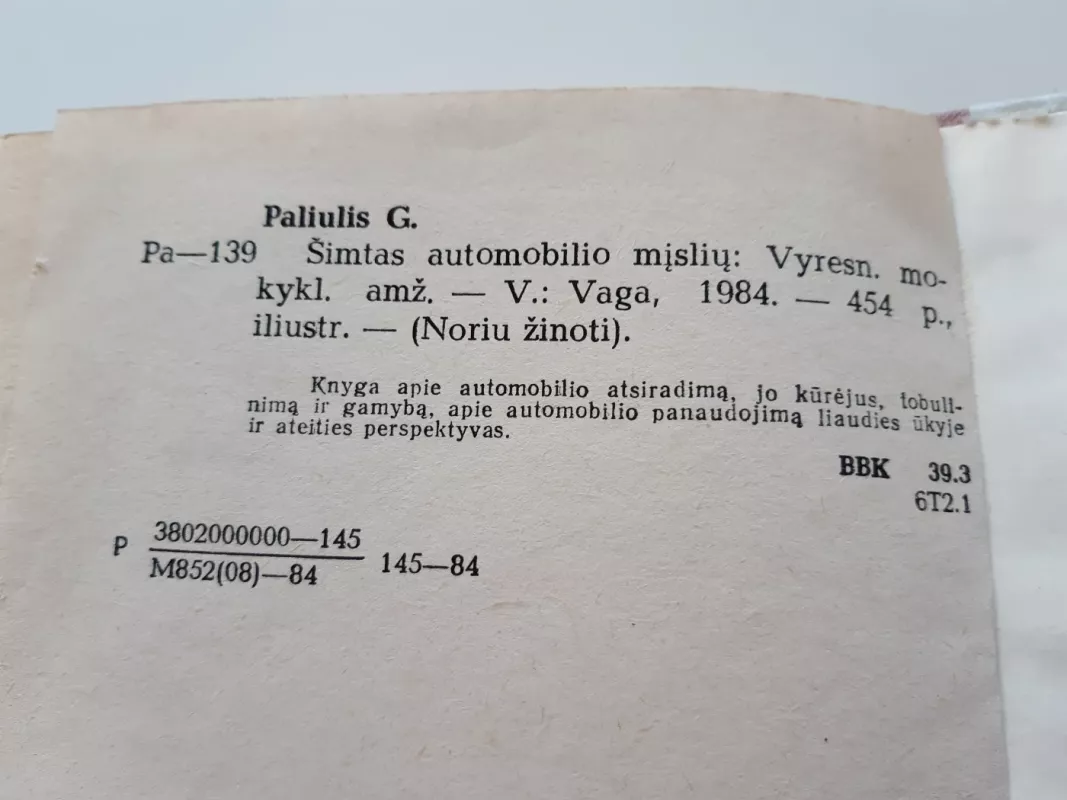 Paliulis G.
Pa—139 Šimtas automobilio mįslių: Vyresn. mo-
kykl. amž. — V.: Vaga, 1984. — 454 p.,
iliustr. — (Noriu žinoti).
Knyga apie automobilio atsiradimą, jo kūrėjus, tobuli-
nimą ir gamybą, apie automobilio panaudojimą liaudies ūkyje
ir ateities perspektyvas.
BBK 39.3
6T2.1
P 3802000000—145
M852(08)—84 145—84